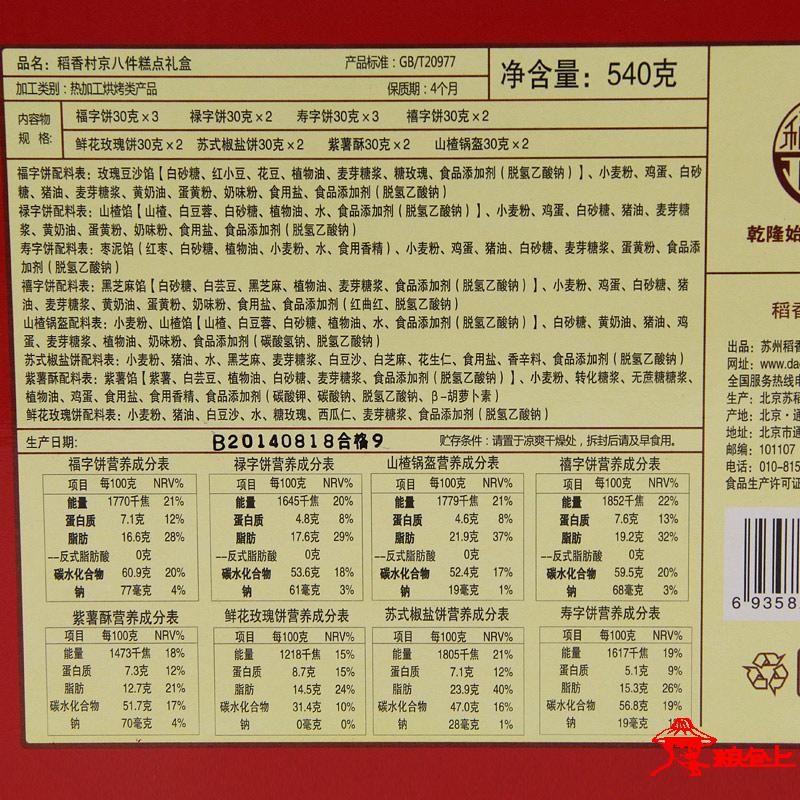 品名：稻香村京八件糕点礼盒
产品标准：GB/T20977
净含量：540克
加工类别：热加工烘烤类产品
保质期：4个月
内容物
规 格：
福字饼30克×3 禄字饼30克×2 寿字饼30克×3 禧字饼30克×2
鲜花玫瑰饼30克×2 苏式椒盐饼30克×2 紫薯酥30克×2 山楂锅盔30克×2
福字饼配料表：玫瑰豆沙馅【白砂糖、红小豆、花豆、植物油、麦芽糖浆、糖玫瑰、食品添加剂（脱氢乙酸钠）】、小麦粉、鸡蛋、白砂
糖、猪油、麦芽糖浆、黄奶油、蛋黄粉、奶味粉、食用盐、食品添加剂（脱氢乙酸钠）
禄字饼配料表：山楂馅【山楂、白豆蓉、白砂糖、植物油、水、食品添加剂（脱氢乙酸钠）】、小麦粉、鸡蛋、白砂糖、猪油、麦芽糖
浆、黄奶油、蛋黄粉、奶味粉、食用盐、食品添加剂（脱氢乙酸钠）
寿字饼配料表：枣泥馅（红枣、白砂糖、植物油、小麦粉、水、食用香精）、小麦粉、鸡蛋、猪油、白砂糖、麦芽糖浆、蛋黄粉、食品添
加剂（脱氢乙酸钠）
禧字饼配料表：黑芝麻馅【白砂糖、白芸豆、黑芝麻、植物油、麦芽糖浆、食品添加剂（脱氢乙酸钠）】、小麦粉、鸡蛋、白砂糖、猪
油、麦芽糖浆、黄奶油、蛋黄粉、奶味粉、食用盐、食品添加剂（红曲红、脱氢乙酸钠）
山楂锅盔配料表：小麦粉、山楂馅【山楂、白豆蓉、白砂糖、植物油、水、食品添加剂（脱氢乙酸钠）】、白砂糖、黄奶油、猪油、鸡
蛋、麦芽糖浆、植物油、奶味粉、食品添加剂（碳酸氢钠、脱氢乙酸钠）
苏式椒盐饼配料表：小麦粉、猪油、水、黑芝麻、麦芽糖浆、白豆沙、白芝麻、花生仁、食用盐、香辛料、食品添加剂（脱氢乙酸钠）
紫薯酥配料表：紫薯馅【紫薯、白芸豆、植物油、白砂糖、麦芽糖浆、食品添加剂（脱氢乙酸钠）】、小麦粉、转化糖浆、无蔗糖糖浆、
植物油、鸡蛋、食用盐、食用香精、食品添加剂（碳酸钾、碳酸钠、脱氢乙酸钠、β-胡萝卜素）
鲜花玫瑰饼配料表：小麦粉、猪油、白豆沙、水、糖玫瑰、西瓜仁、麦芽糖浆、食品添加剂（脱氢乙酸钠）
生产日期：
B20140818合格9
贮存条件：请置于凉爽干燥处，拆封后请及早食用。
福字饼营养成分表
项目 每100克 NRV%
能量 1770千焦 21%
蛋白质 7.1克 12%
脂肪 16.6克 28%
--反式脂肪酸 0克
碳水化合物 60.9克 20%
钠 77毫克 4%
禄字饼营养成分表
项目 每100克 NRV%
能量 1645千焦 20%
蛋白质 4.8克 8%
脂肪 17.6克 29%
--反式脂肪酸 0克
碳水化合物 53.6克 18%
钠 61毫克 3%
山楂锅盔营养成分表
项目 每100克 NRV%
能量 1779千焦 21%
蛋白质 4.6克 8%
脂肪 21.9克 37%
--反式脂肪酸 0克
碳水化合物 52.4克 17%
钠 19毫克 1%
禧字饼营养成分表
项目 每100克 NRV%
能量 1852千焦 22%
蛋白质 7.6克 13%
脂肪 19.2克 32%
--反式脂肪酸 0克
碳水化合物 59.5克 20%
钠 68毫克 3%
紫薯酥营养成分表
项目 每100克 NRV%
能量 1473千焦 18%
蛋白质 7.3克 12%
脂肪 12.7克 21%
碳水化合物 51.7克 17%
钠 70毫克 4%
鲜花玫瑰饼营养成分表
项目 每100克 NRV%
能量 1218千焦 15%
蛋白质 8.7克 15%
脂肪 14.5克 24%
碳水化合物 31.4克 10%
钠 0毫克 0%
苏式椒盐饼营养成分表
项目 每100克 NRV%
能量 1805千焦 21%
蛋白质 7.1克 12%
脂肪 23.9克 40%
碳水化合物 47.0克 16%
钠 28毫克 1%
寿字饼营养成分表
项目 每100克 NRV%
能量 1617千焦 19%
蛋白质 5.1克 9%
脂肪 15.3克 26%
碳水化合物 56.8克 19%
钠 19毫克 1%
乾隆始
稻香
出品：苏州稻香
网址：www.da
全国服务热线
生产：北京苏稻
产地：北京·通
地址：北京市通
邮编：101107
电话：010-815
食品生产许可证
6 93583